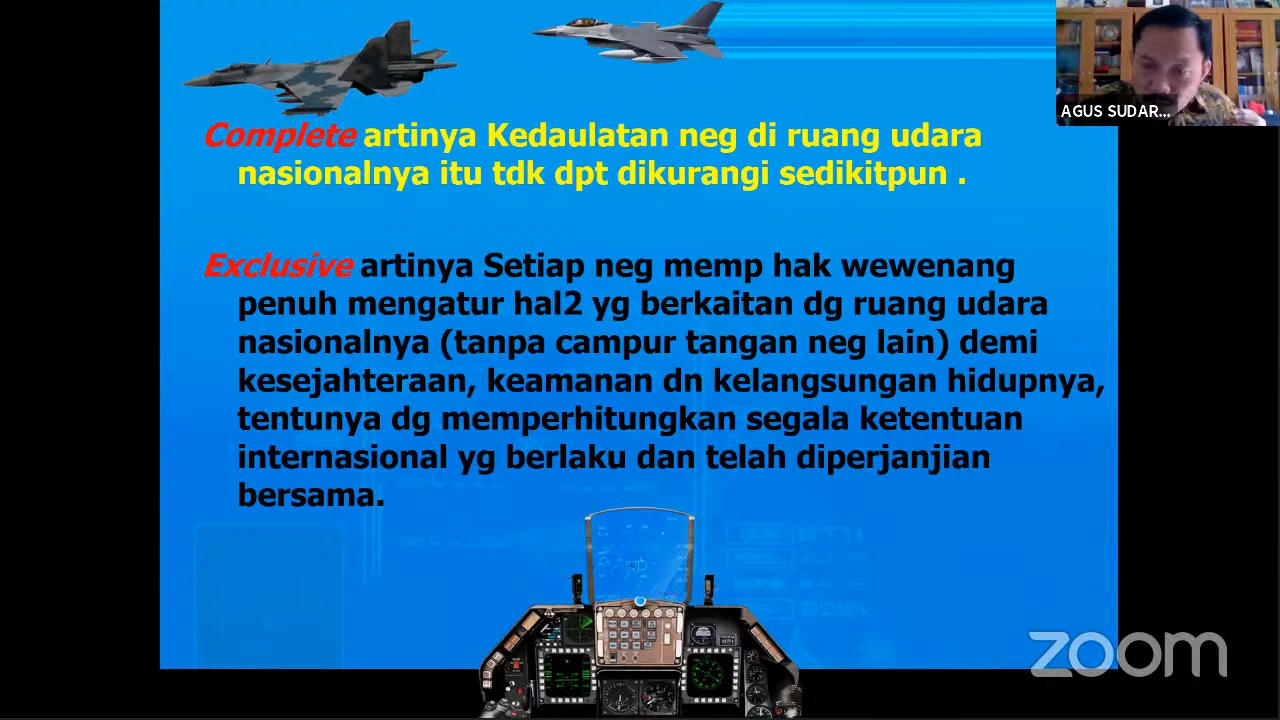 AGUS SUDAR...
Complete artinya Kedaulatan neg di ruang udara
nasionalnya itu tdk dpt dikurangi sedikitpun .
Exclusive artinya Setiap neg memp hak wewenang
penuh mengatur hal2 yg berkaitan dg ruang udara
nasionalnya (tanpa campur tangan neg lain) demi
kesejahteraan, keamanan dn kelangsungan hidupnya,
tentunya dg memperhitungkan segala ketentuan
internasional yg berlaku dan telah diperjanjian
bersama.
zoom